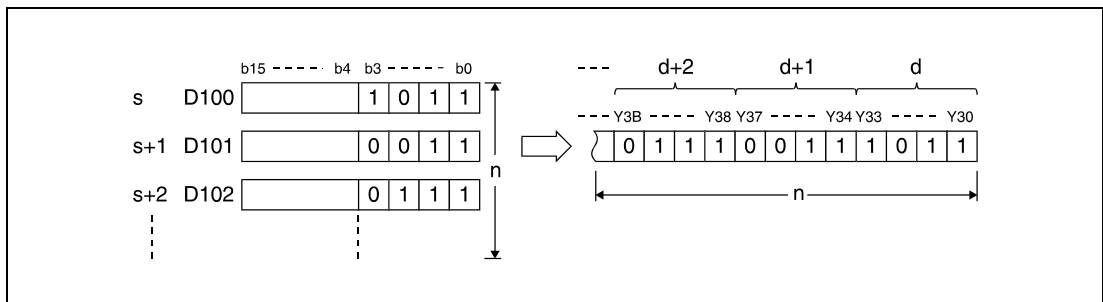 b15 ----- b4 b3 ------ b0
s D100 1 0 1 1
s+1 D101 0 0 1 1
s+2 D102 0 1 1 1
n
---- d+2 d+1 d
---- Y3B ---- Y38 Y37 ---- Y34 Y33 ---- Y30
0 1 1 1 0 0 1 1 1 0 1 1
n